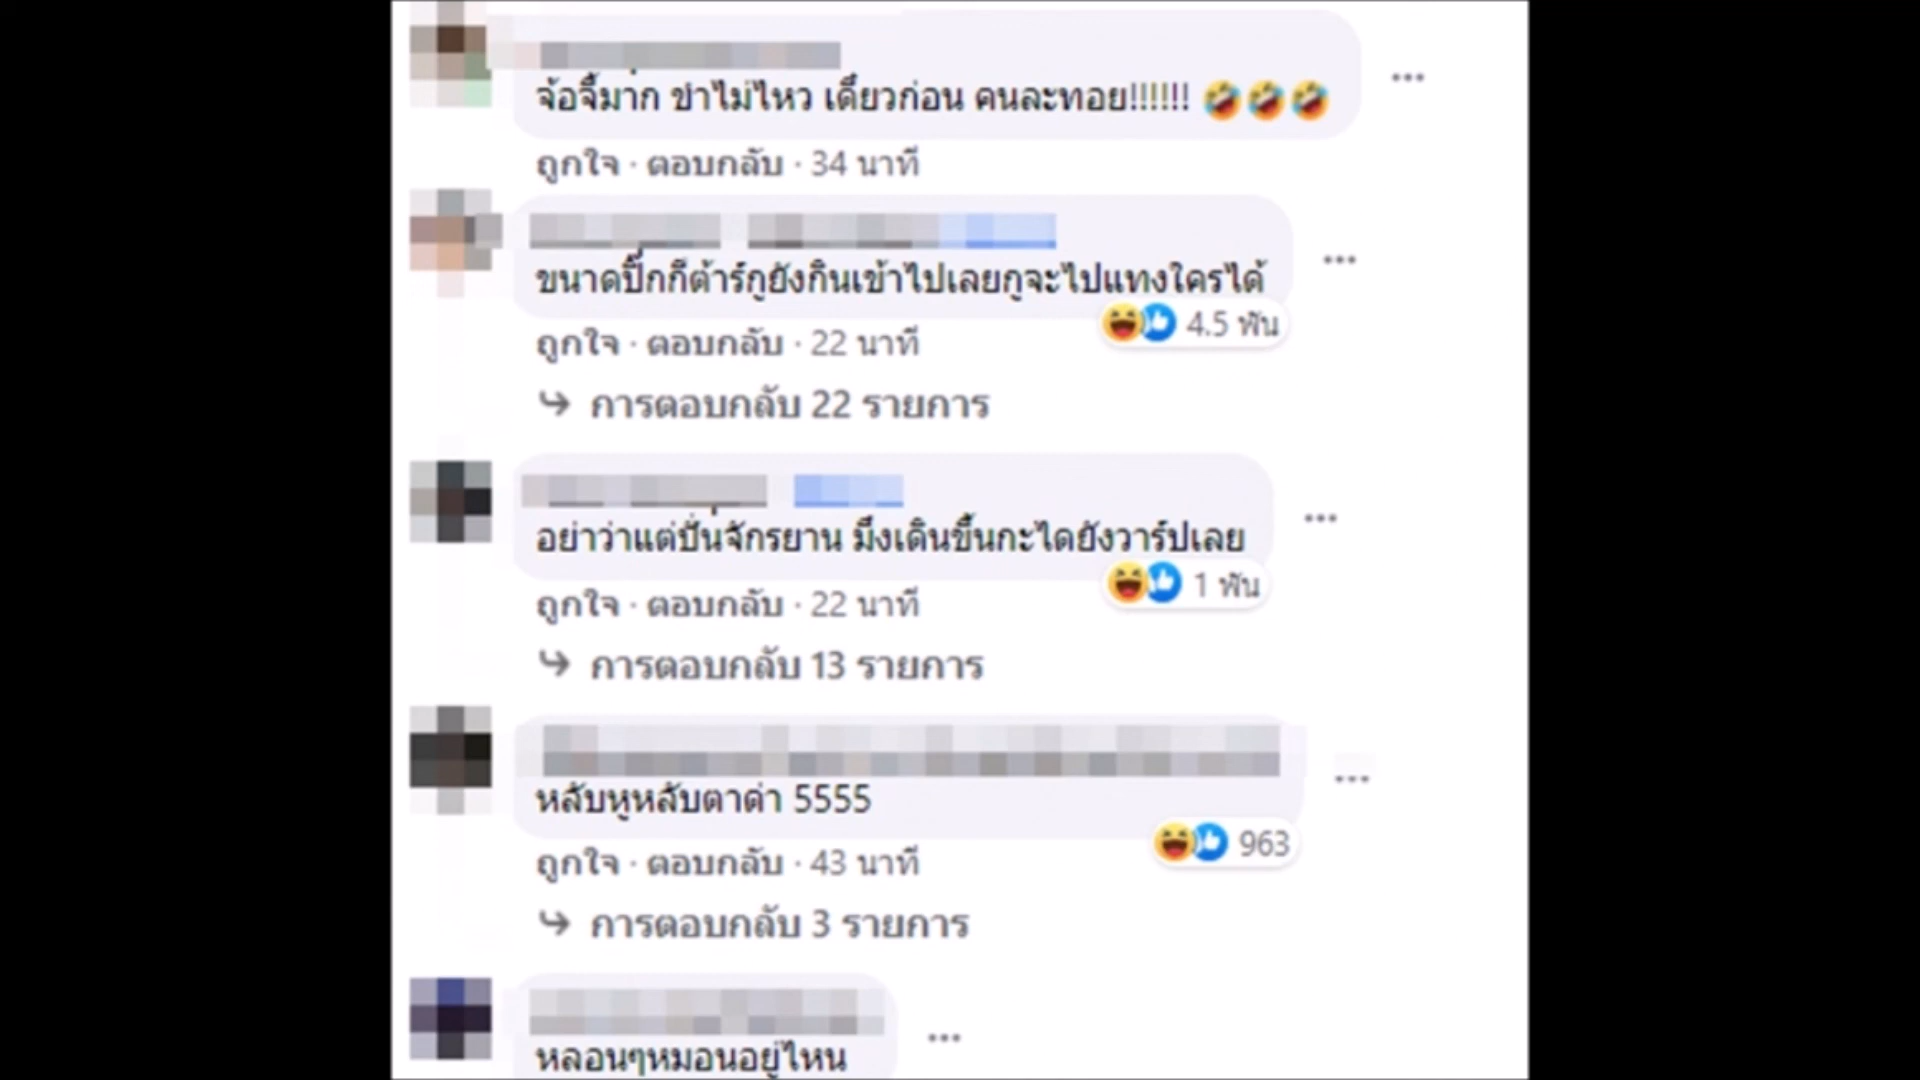 จ้อจี้มาก่ก ขำไม่ไหว เดี๋ยวก่อน คนละทอย!!!!!! 🤣🤣🤣
ถูกใจ · ตอบกลับ · 34 นาที
ขนาดปิ๊กกีต้าร์กูยังกินเข้าไปเลยกูจะไปแทงใครได้
4.5 พัน
ถูกใจ · ตอบกลับ · 22 นาที
การตอบกลับ 22 รายการ
อย่าว่าแต่ปั่นจักรยาน มึงเดินขึ้นกะไดยังวาร์ปเลย
1 พัน
ถูกใจ · ตอบกลับ · 22 นาที
การตอบกลับ 13 รายการ
หลับหูหลับตาด่า 5555
963
ถูกใจ · ตอบกลับ · 43 นาที
การตอบกลับ 3 รายการ
หลอนๆหมอนอยู่ไหน